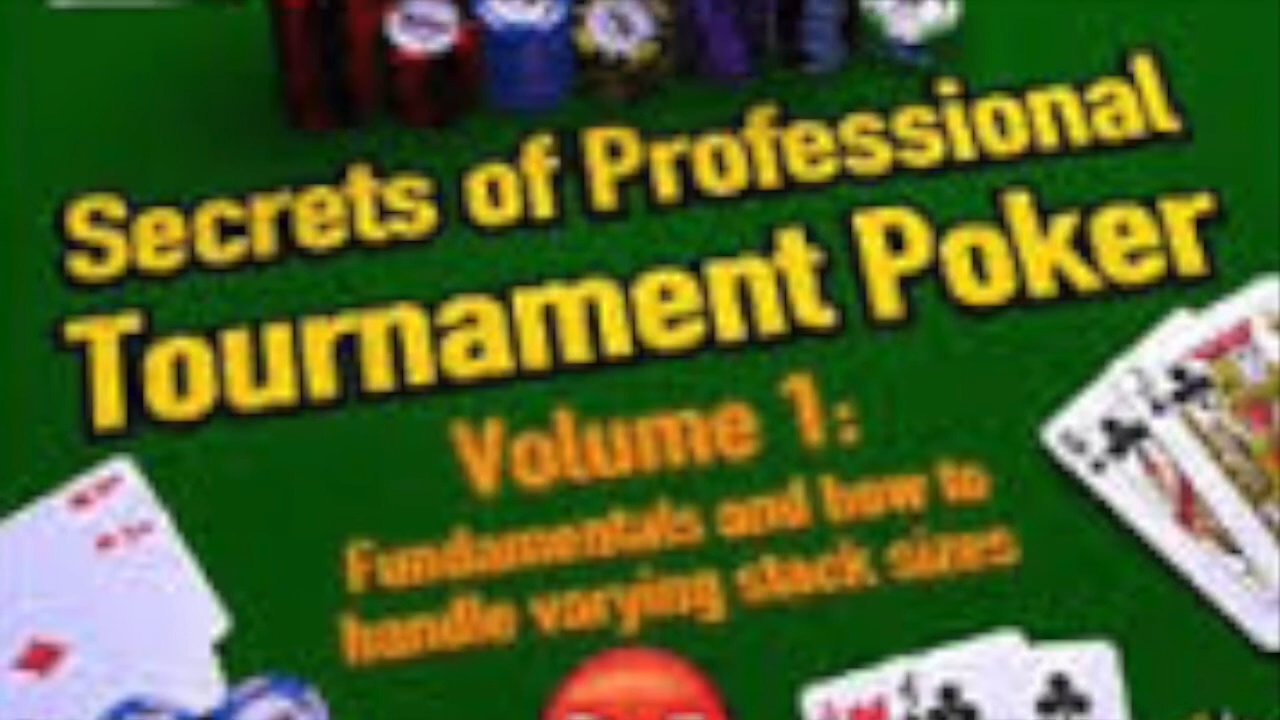 Secrets of Professional
Tournament Poker
Volume 1:
Fundamentals and how to
handle varying stack sizes